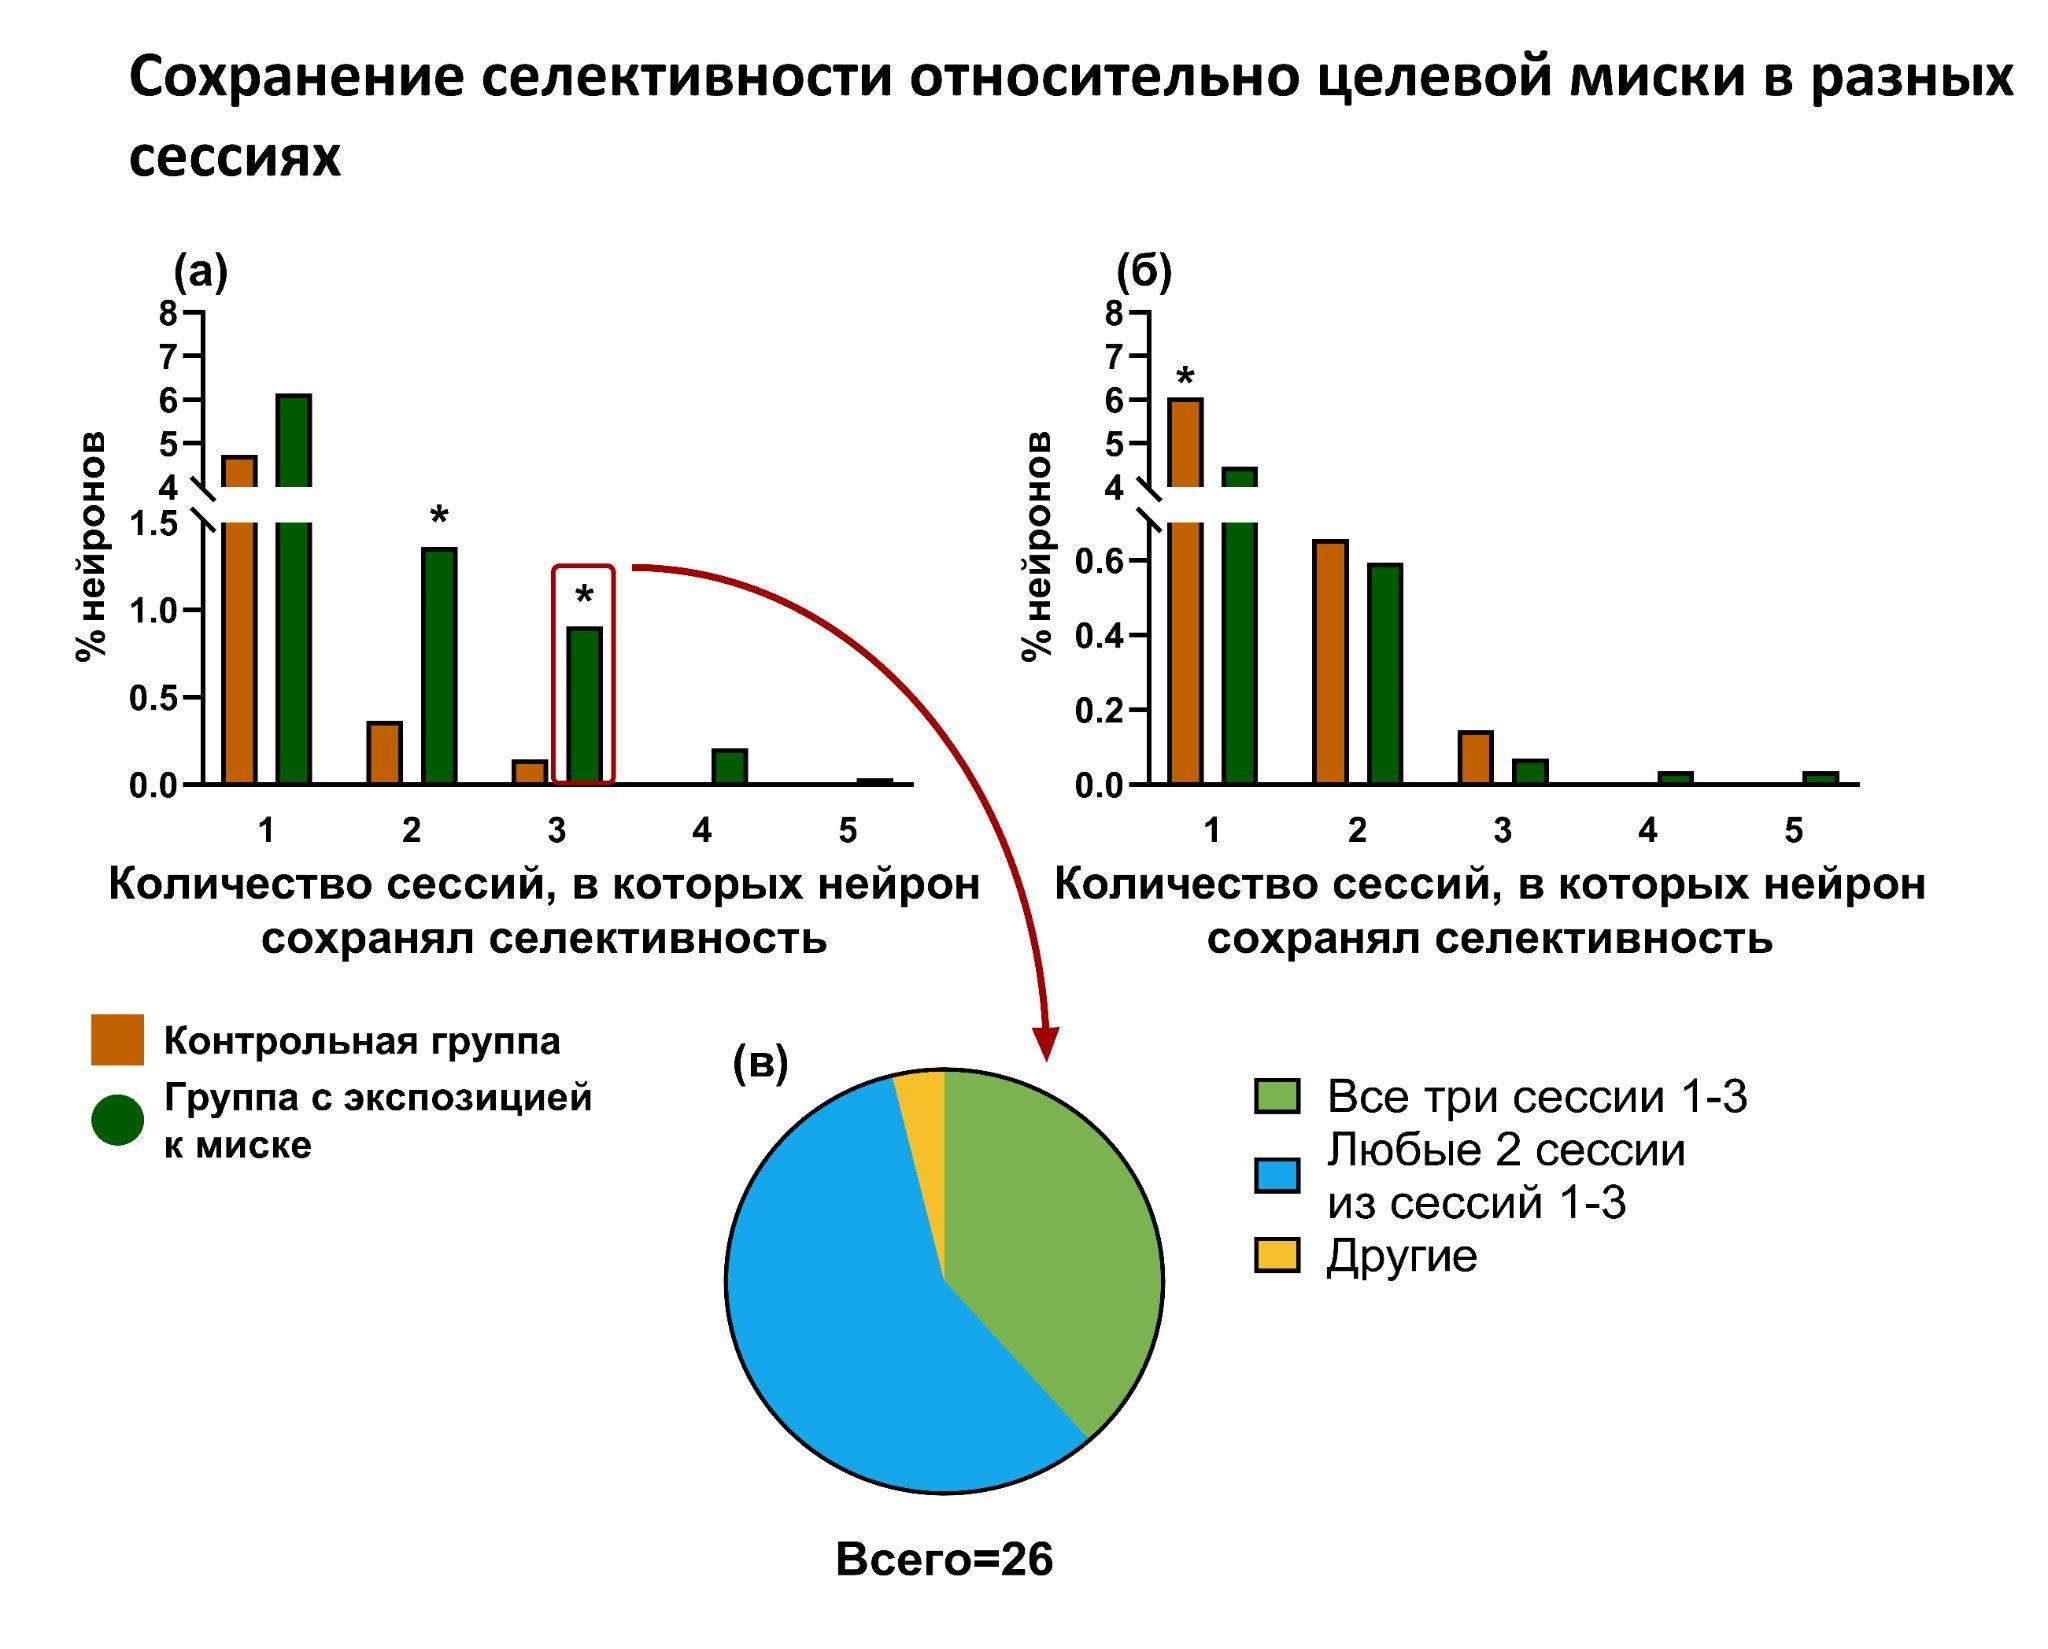 Сохранение селективности относительно целевой миски в разных
сессиях
(а)
8
7
6
5
4
1.5
1.0
0.5
0.0
% нейронов
*
*
1 2 3 4 5
Количество сессий, в которых нейрон
сохранял селективность
(б)
8
7
6
5
4
0.6
0.4
0.2
0.0
% нейронов
*
1 2 3 4 5
Количество сессий, в которых нейрон
сохранял селективность
Контрольная группа
Группа с экспозицией
к миске
(в)
Все три сессии 1-3
Любые 2 сессии
из сессий 1-3
Другие
Всего=26